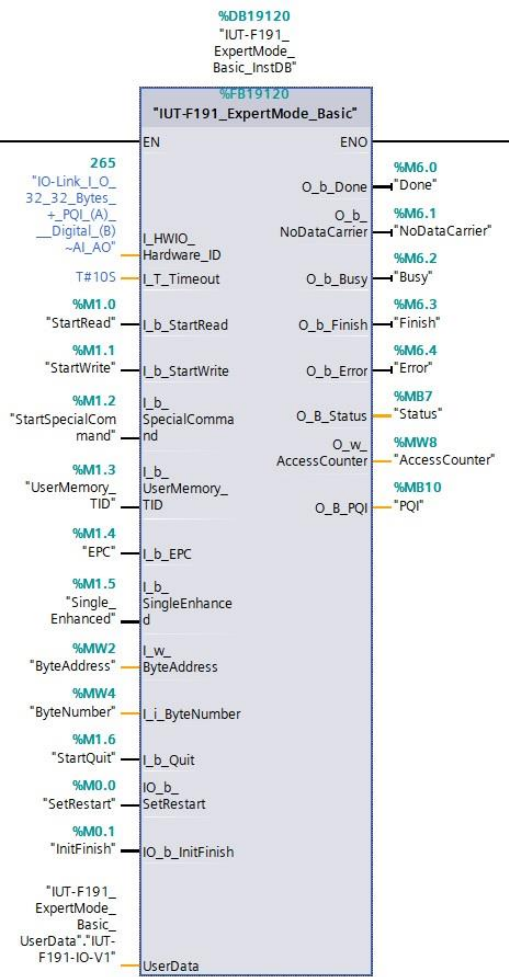 %DB19120
"IUT-F191_
ExpertMode_
Basic_InstDB"
%FB19120
"IUT-F191_ExpertMode_Basic"
EN
ENO
265
"IO-Link_I_O_
32_32_Bytes_
+_PQI_(A)_
__Digital_(B)
~AI_AO"
I_HWIO_
Hardware_ID
T#10S
I_T_Timeout
%M1.0
"StartRead"
I_b_StartRead
%M1.1
"StartWrite"
I_b_StartWrite
%M1.2
"StartSpecialCom
mand"
I_b_
SpecialComma
nd
%M1.3
"UserMemory_
TID"
I_b_
UserMemory_
TID
%M1.4
"EPC"
I_b_EPC
%M1.5
"Single_
Enhanced"
I_b_
SingleEnhance
d
%MW2
"ByteAddress"
I_w_
ByteAddress
%MW4
"ByteNumber"
I_i_ByteNumber
%M1.6
"StartQuit"
I_b_Quit
%M0.0
"SetRestart"
IO_b_
SetRestart
%M0.1
"InitFinish"
IO_b_InitFinish
"IUT-F191_
ExpertMode_
Basic_
UserData"."IUT-
F191-IO-V1"
UserData
O_b_Done
%M6.0
"Done"
O_b_
NoDataCarrier
%M6.1
"NoDataCarrier"
O_b_Busy
%M6.2
"Busy"
O_b_Finish
%M6.3
"Finish"
O_b_Error
%M6.4
"Error"
O_B_Status
%MB7
"Status"
O_w_
AccessCounter
%MW8
"AccessCounter"
O_B_PQI
%MB10
"PQI"